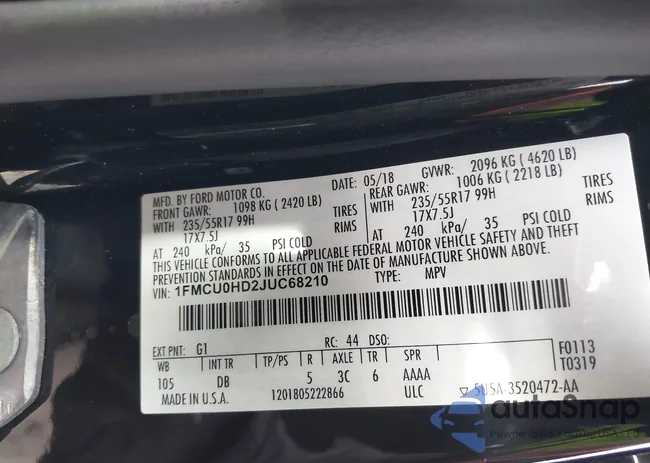 MFD. BY FORD MOTOR CO.
DATE: 05/18 GVWR: 2096 KG ( 4620 LB)
FRONT GAWR: 1098 KG ( 2420 LB)
REAR GAWR: 1006 KG ( 2218 LB)
WITH 235/55R17 99H TIRES
WITH 235/55R17 99H TIRES
17X7.5J RIMS
17X7.5J RIMS
AT 240 kPa/ 35 PSI COLD
AT 240 kPa/ 35 PSI COLD
THIS VEHICLE CONFORMS TO ALL APPLICABLE FEDERAL MOTOR VEHICLE SAFETY AND THEFT
PREVENTION STANDARDS IN EFFECT ON THE DATE OF MANUFACTURE SHOWN ABOVE.
VIN: 1FMCU0HD2JUC68210 TYPE: MPV
EXT PNT: G1 RC: 44 DSO: F0113
WB INT TR TP/PS R AXLE TR SPR T0319
105 DB 5 3C 6 AAAA
MADE IN U.S.A. 1201805222866 ULC 5U5A-3520472-AA
autoSnap